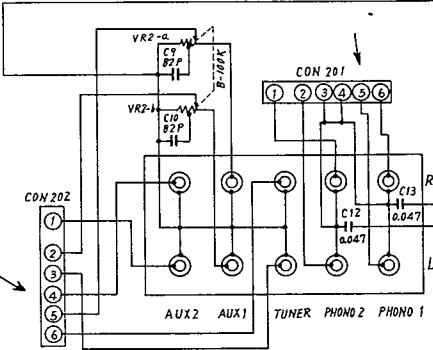 VR2-a
C9
82P
B-100K
VR2-b
C10
82P
CON 201
1 2 3 4 5 6
R
C13
0.047
C12
0.047
L
CON 202
1
2
3
4
5
6
AUX2 AUX1 TUNER PHONO 2 PHONO 1